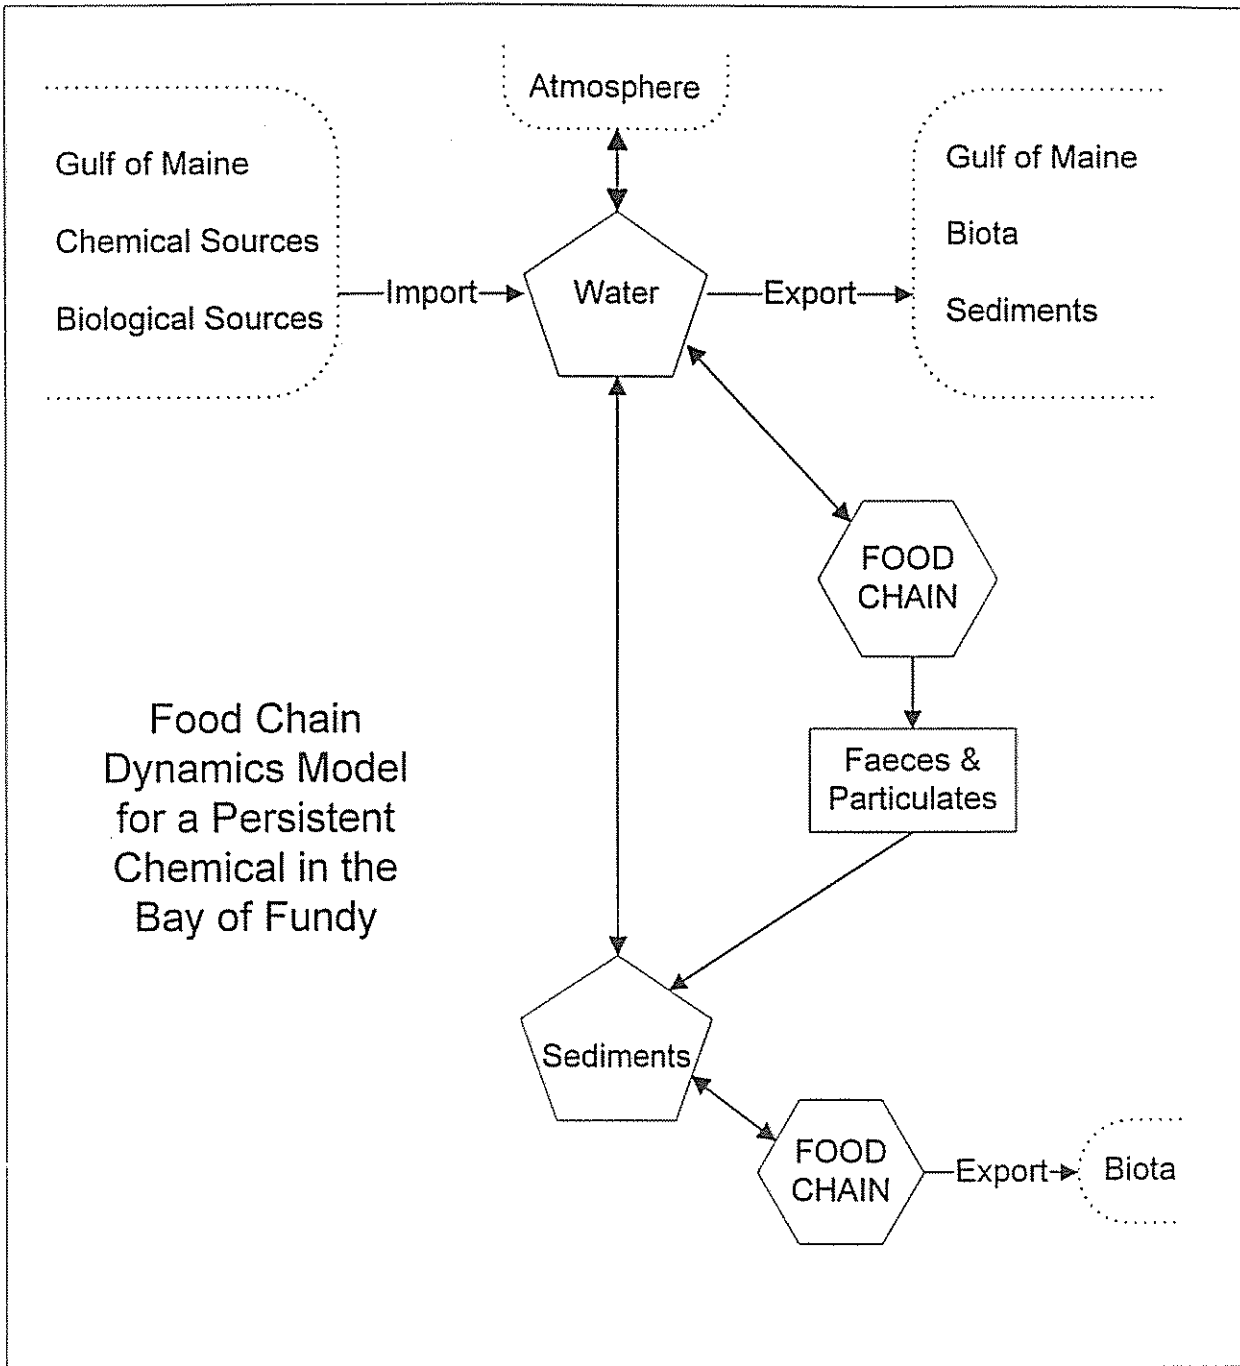 Atmosphere
Gulf of Maine
Chemical Sources
Biological Sources
Import
Water
Export
Gulf of Maine
Biota
Sediments
FOOD
CHAIN
Faeces &
Particulates
Food Chain
Dynamics Model
for a Persistent
Chemical in the
Bay of Fundy
Sediments
FOOD
CHAIN
Export
Biota